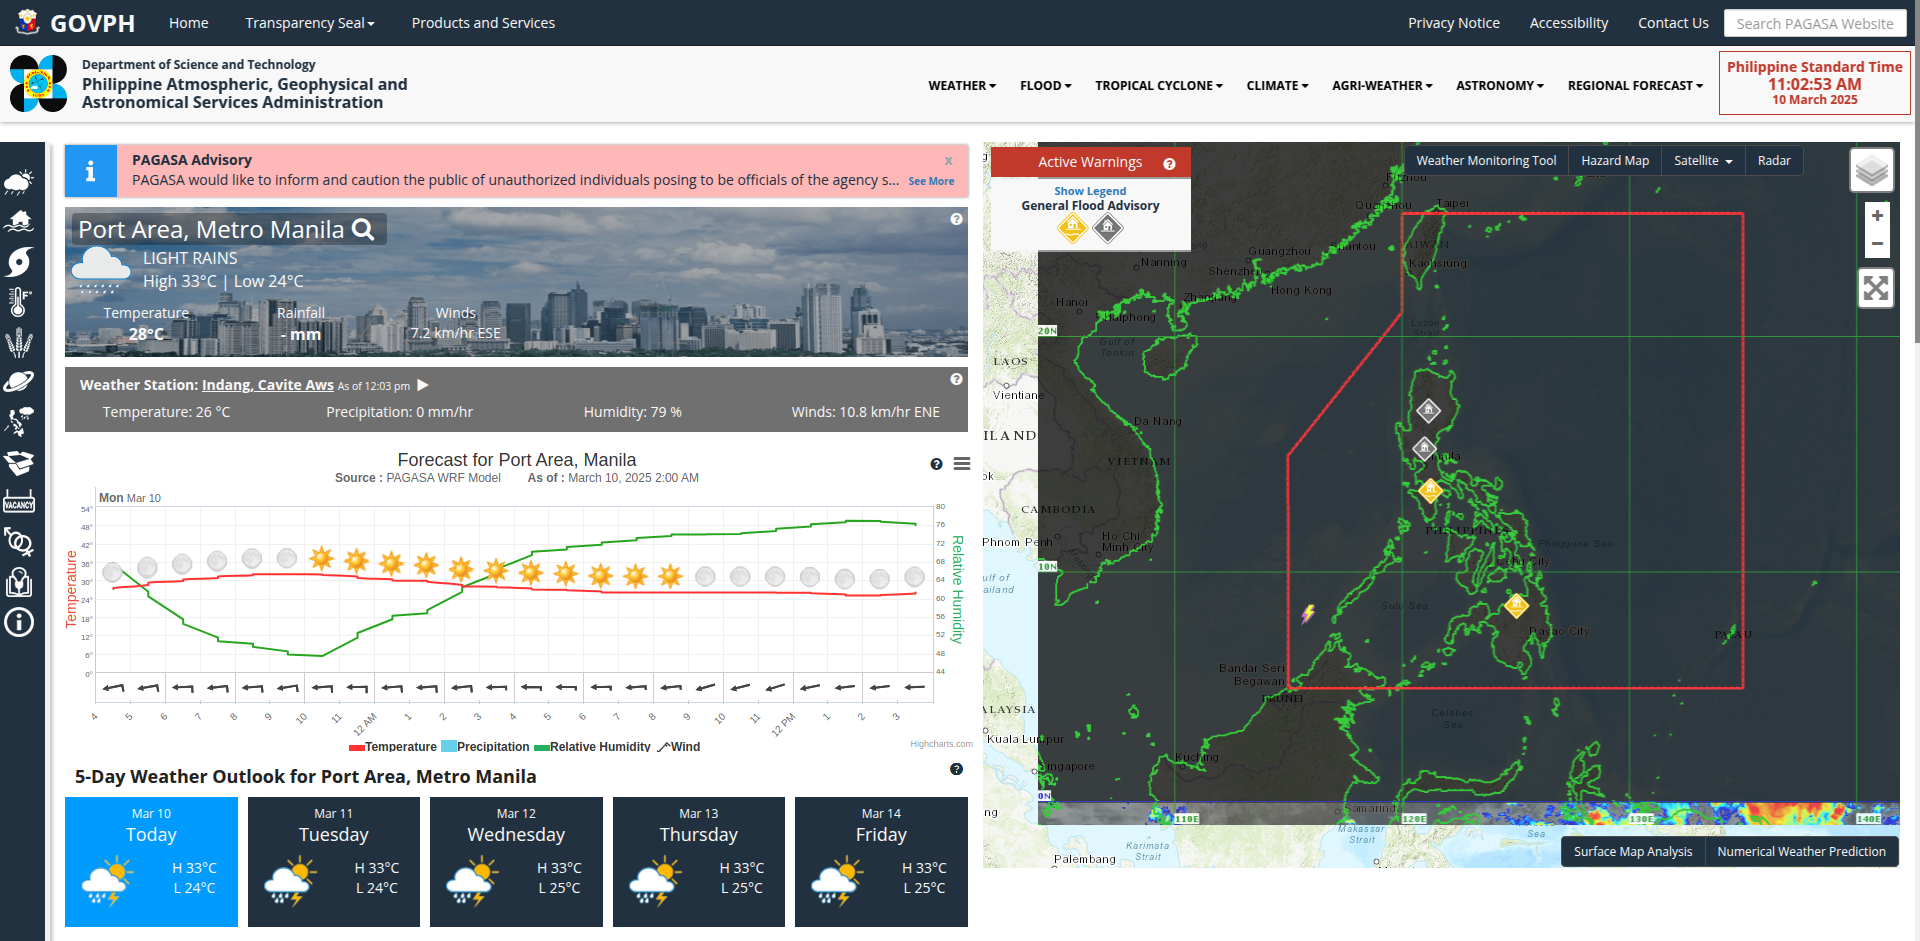 GOVPH
Home
Transparency Seal
Products and Services
Privacy Notice
Accessibility
Contact Us
Search PAGASA Website
Department of Science and Technology
Philippine Atmospheric, Geophysical and
Astronomical Services Administration
WEATHER
FLOOD
TROPICAL CYCLONE
CLIMATE
AGRI-WEATHER
ASTRONOMY
REGIONAL FORECAST
Philippine Standard Time
11:02:53 AM
10 March 2025
PAGASA Advisory
x
PAGASA would like to inform and caution the public of unauthorized individuals posing to be officials of the agency s... See More
Port Area, Metro Manila
LIGHT RAINS
High 33°C | Low 24°C
Temperature
28°C
Rainfall
- mm
Winds
7.2 km/hr ESE
Weather Station: Indang, Cavite Aws As of 12:03 pm
Temperature: 26 °C
Precipitation: 0 mm/hr
Humidity: 79 %
Winds: 10.8 km/hr ENE
Forecast for Port Area, Manila
Source : PAGASA WRF Model As of : March 10, 2025 2:00 AM
Mon Mar 10
54°
48°
42°
36°
30°
24°
18°
12°
6°
0°
Temperature
80
76
72
68
64
60
56
52
48
44
Relative Humidity
4
5
6
7
8
9
10
11
12 AM
1
2
3
4
5
6
7
8
9
10
11
12 PM
1
2
3
Temperature
Precipitation
Relative Humidity
Wind
Highcharts.com
5-Day Weather Outlook for Port Area, Metro Manila
Mar 10
Today
H 33°C
L 24°C
Mar 11
Tuesday
H 33°C
L 24°C
Mar 12
Wednesday
H 33°C
L 25°C
Mar 13
Thursday
H 33°C
L 25°C
Mar 14
Friday
H 33°C
L 25°C
VACANCY
Active Warnings
Show Legend
General Flood Advisory
Weather Monitoring Tool
Hazard Map
Satellite
Radar
+
−
Taipei
Guangzhou
Nanning
Kaohsiung
Hong Kong
Hanoi
Haiphong
20N
Luzon
Strait
Gulf of
Tonkin
LAOS
Vientiane
Da Nang
VIETNAM
CAMBODIA
Phnom Penh
Ho Chi
Minh City
PHILIPPINES
Philippine Sea
10N
Sulu Sea
Davao City
PALAU
Bandar Seri
Begawan
BRUNEI
Celebes
Sea
ALAYSIA
Kuala Lumpur
Kuching
0N
Samarinda
110E
120E
130E
140E
Makassar
Strait
Karimata
Strait
Palembang
Sea
Surface Map Analysis
Numerical Weather Prediction